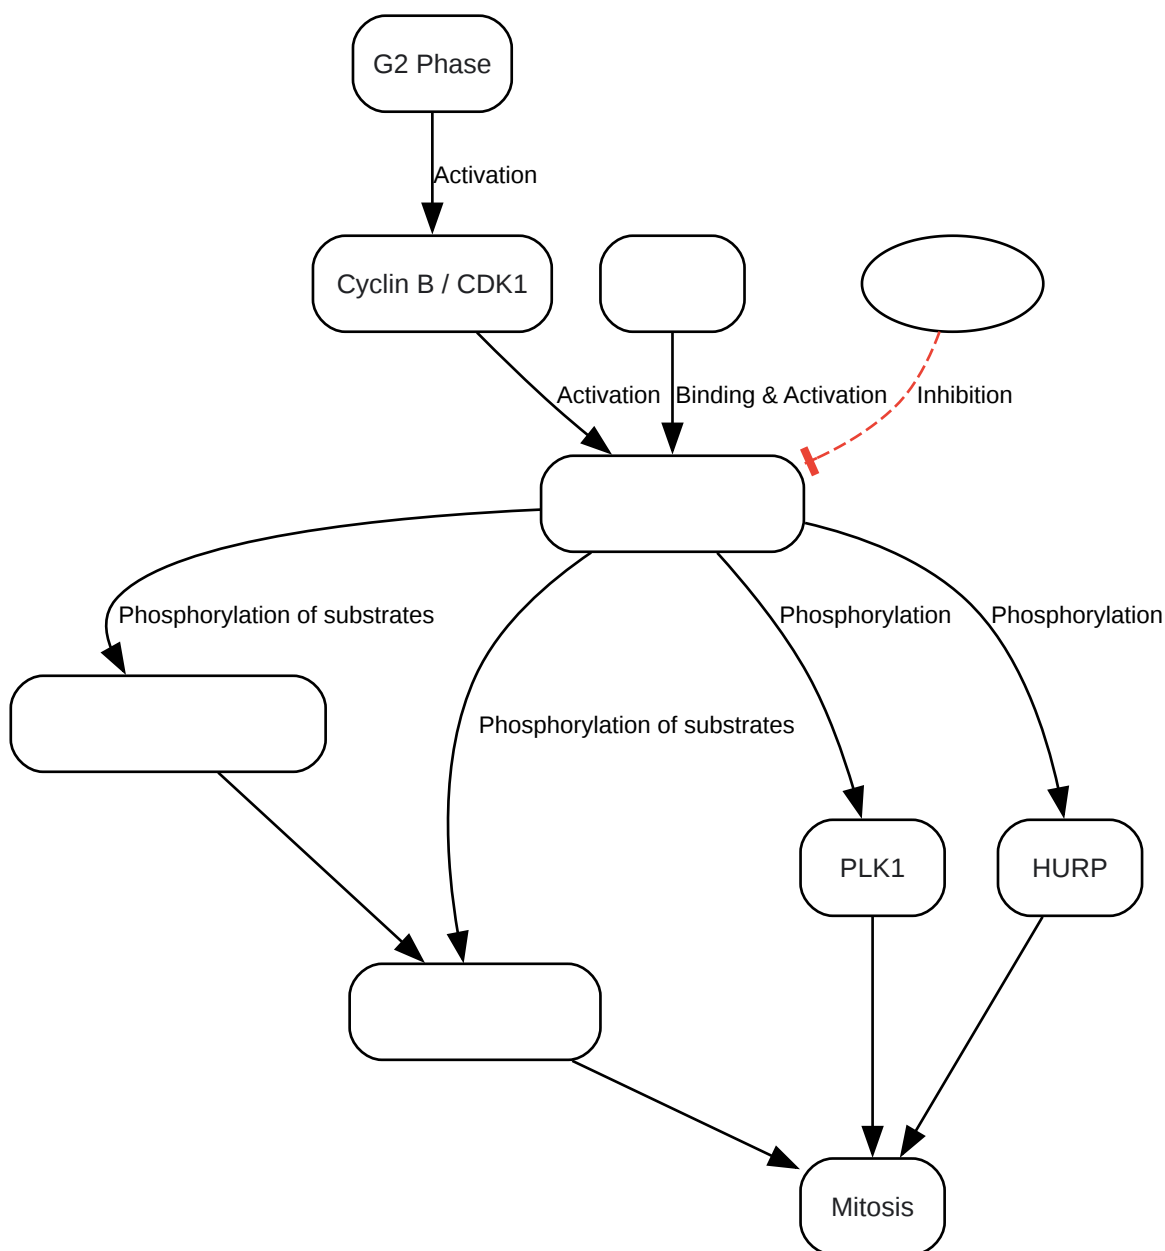 G2 Phase
Activation
Cyclin B / CDK1
Activation
Binding & Activation
Inhibition
Phosphorylation of substrates
Phosphorylation
Phosphorylation
Phosphorylation of substrates
PLK1
HURP
Mitosis